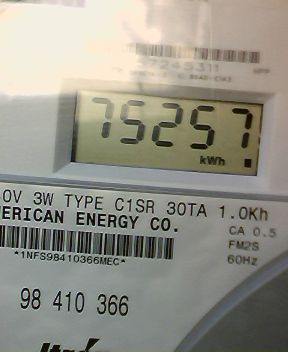 75257
kWh
0V 3W TYPE C1SR 30TA 1.0Kh
ERICAN ENERGY CO.
CA 0.5
FM2S
60Hz
*1NFS98410366MEC*
98 410 366